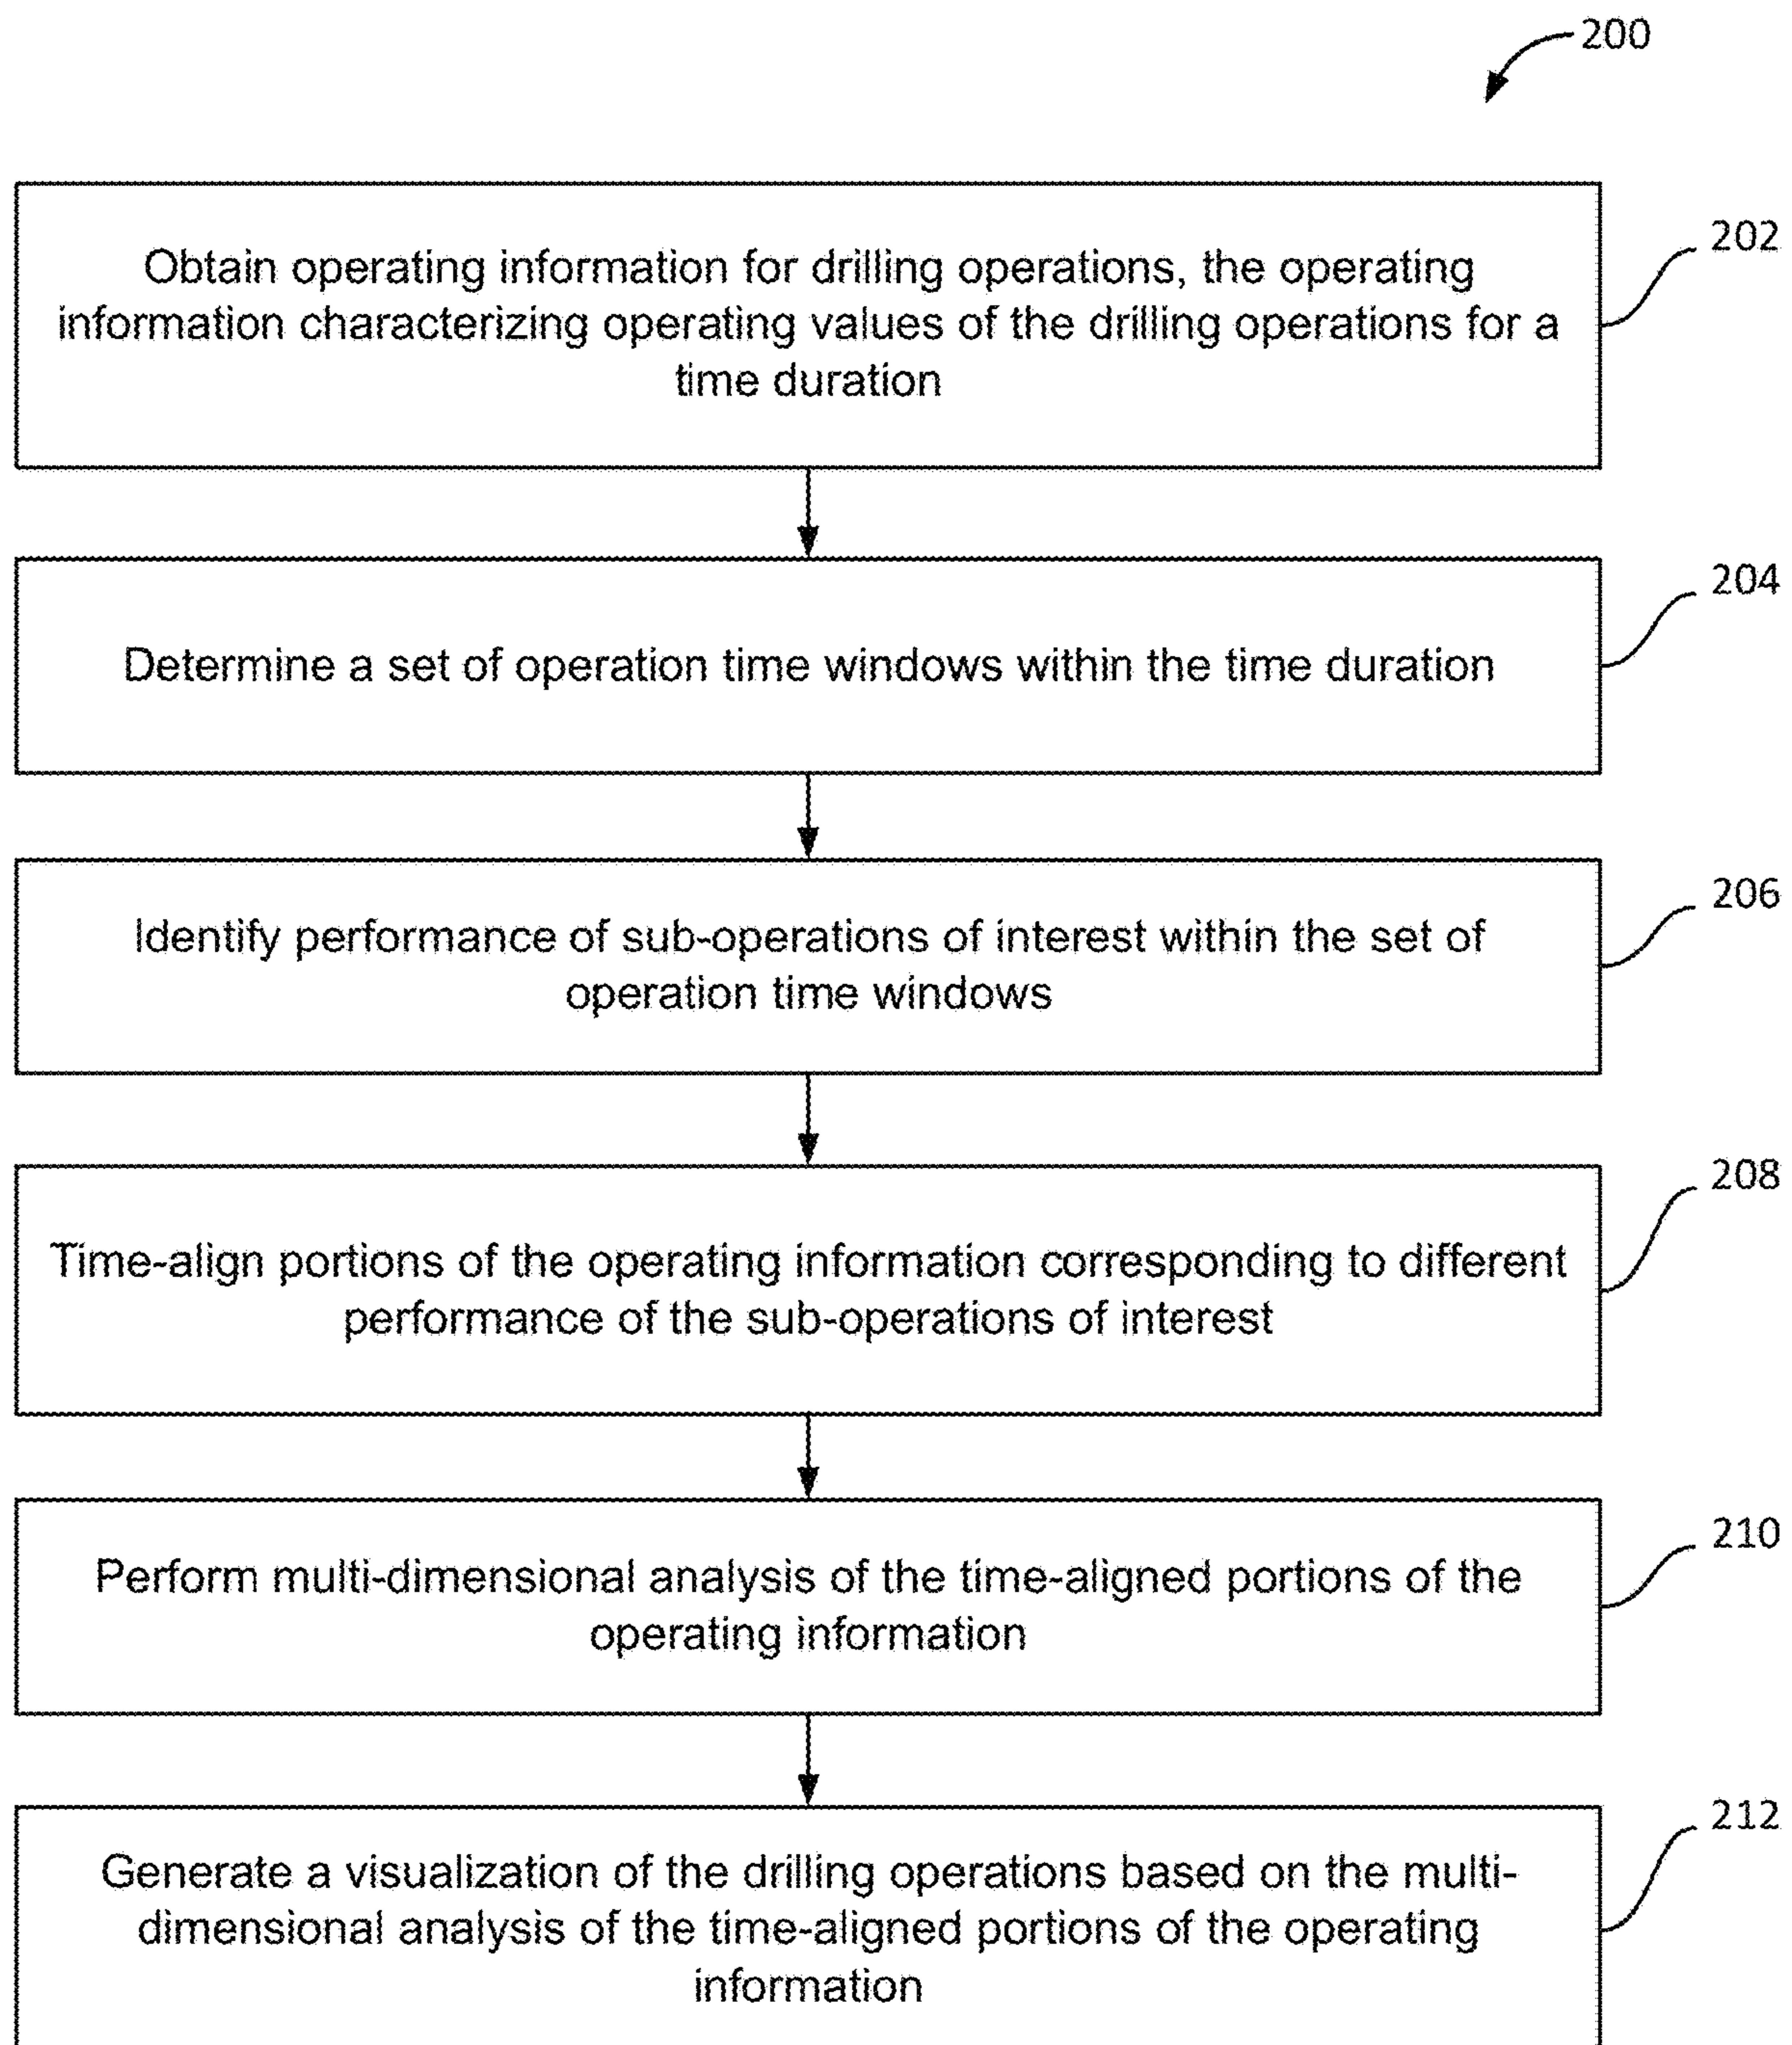 200
Obtain operating information for drilling operations, the operating
information characterizing operating values of the drilling operations for a
time duration
202
Determine a set of operation time windows within the time duration
204
Identify performance of sub-operations of interest within the set of
operation time windows
206
Time-align portions of the operating information corresponding to different
performance of the sub-operations of interest
208
Perform multi-dimensional analysis of the time-aligned portions of the
operating information
210
Generate a visualization of the drilling operations based on the multi-
dimensional analysis of the time-aligned portions of the operating
information
212